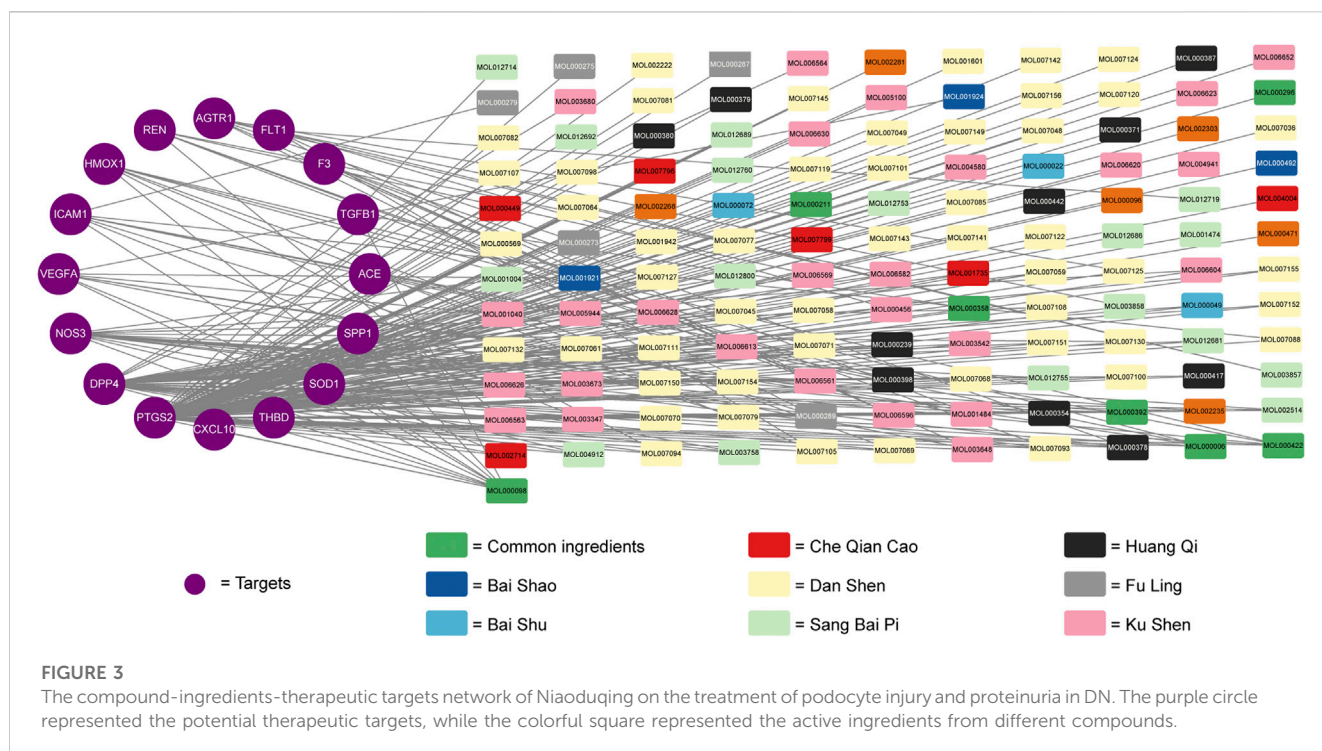 AGTR1
FLT1
REN
F3
HMOX1
TGFB1
ICAM1
ACE
VEGFA
SPP1
NOS3
SOD1
DPP4
THBD
PTGS2
CXCL10
MOL012714 MOL000275 MOL002222 MOL000287 MOL006564 MOL002281 MOL001601 MOL007142 MOL007124 MOL000387 MOL006652
MOL000279 MOL003680 MOL007081 MOL000379 MOL007145 MOL005100 MOL001924 MOL007156 MOL007120 MOL006623 MOL000296
MOL007082 MOL012692 MOL000380 MOL012689 MOL006630 MOL007049 MOL007149 MOL007048 MOL000371 MOL002303 MOL007036
MOL007107 MOL007098 MOL007796 MOL012760 MOL007119 MOL007101 MOL004580 MOL000022 MOL006620 MOL004941 MOL000492
MOL000449 MOL007064 MOL002268 MOL000072 MOL000211 MOL012753 MOL007085 MOL000442 MOL000096 MOL012719 MOL004004
MOL000569 MOL000273 MOL001942 MOL007077 MOL007799 MOL007143 MOL007141 MOL007122 MOL012686 MOL001474 MOL000471
MOL001004 MOL001921 MOL007127 MOL012800 MOL006569 MOL006582 MOL001735 MOL007059 MOL007125 MOL006604 MOL007155
MOL001040 MOL005944 MOL006628 MOL007045 MOL007058 MOL000456 MOL000358 MOL007108 MOL003858 MOL000049 MOL007152
MOL007132 MOL007061 MOL007111 MOL006613 MOL007071 MOL000239 MOL003542 MOL007151 MOL007130 MOL012681 MOL007088
MOL006626 MOL003673 MOL007150 MOL007154 MOL006561 MOL000398 MOL007068 MOL012755 MOL007100 MOL000417 MOL003857
MOL006563 MOL003347 MOL007070 MOL007079 MOL000289 MOL006596 MOL001484 MOL000354 MOL000392 MOL002235 MOL002514
MOL002714 MOL004912 MOL007094 MOL003758 MOL007105 MOL007069 MOL003648 MOL007093 MOL000378 MOL000006 MOL000422
MOL000098
= Targets
= Common ingredients
= Bai Shao
= Bai Shu
= Che Qian Cao
= Dan Shen
= Sang Bai Pi
= Huang Qi
= Fu Ling
= Ku Shen
FIGURE 3
The compound-ingredients-therapeutic targets network of Niaoduqing on the treatment of podocyte injury and proteinuria in DN. The purple circle
represented the potential therapeutic targets, while the colorful square represented the active ingredients from different compounds.